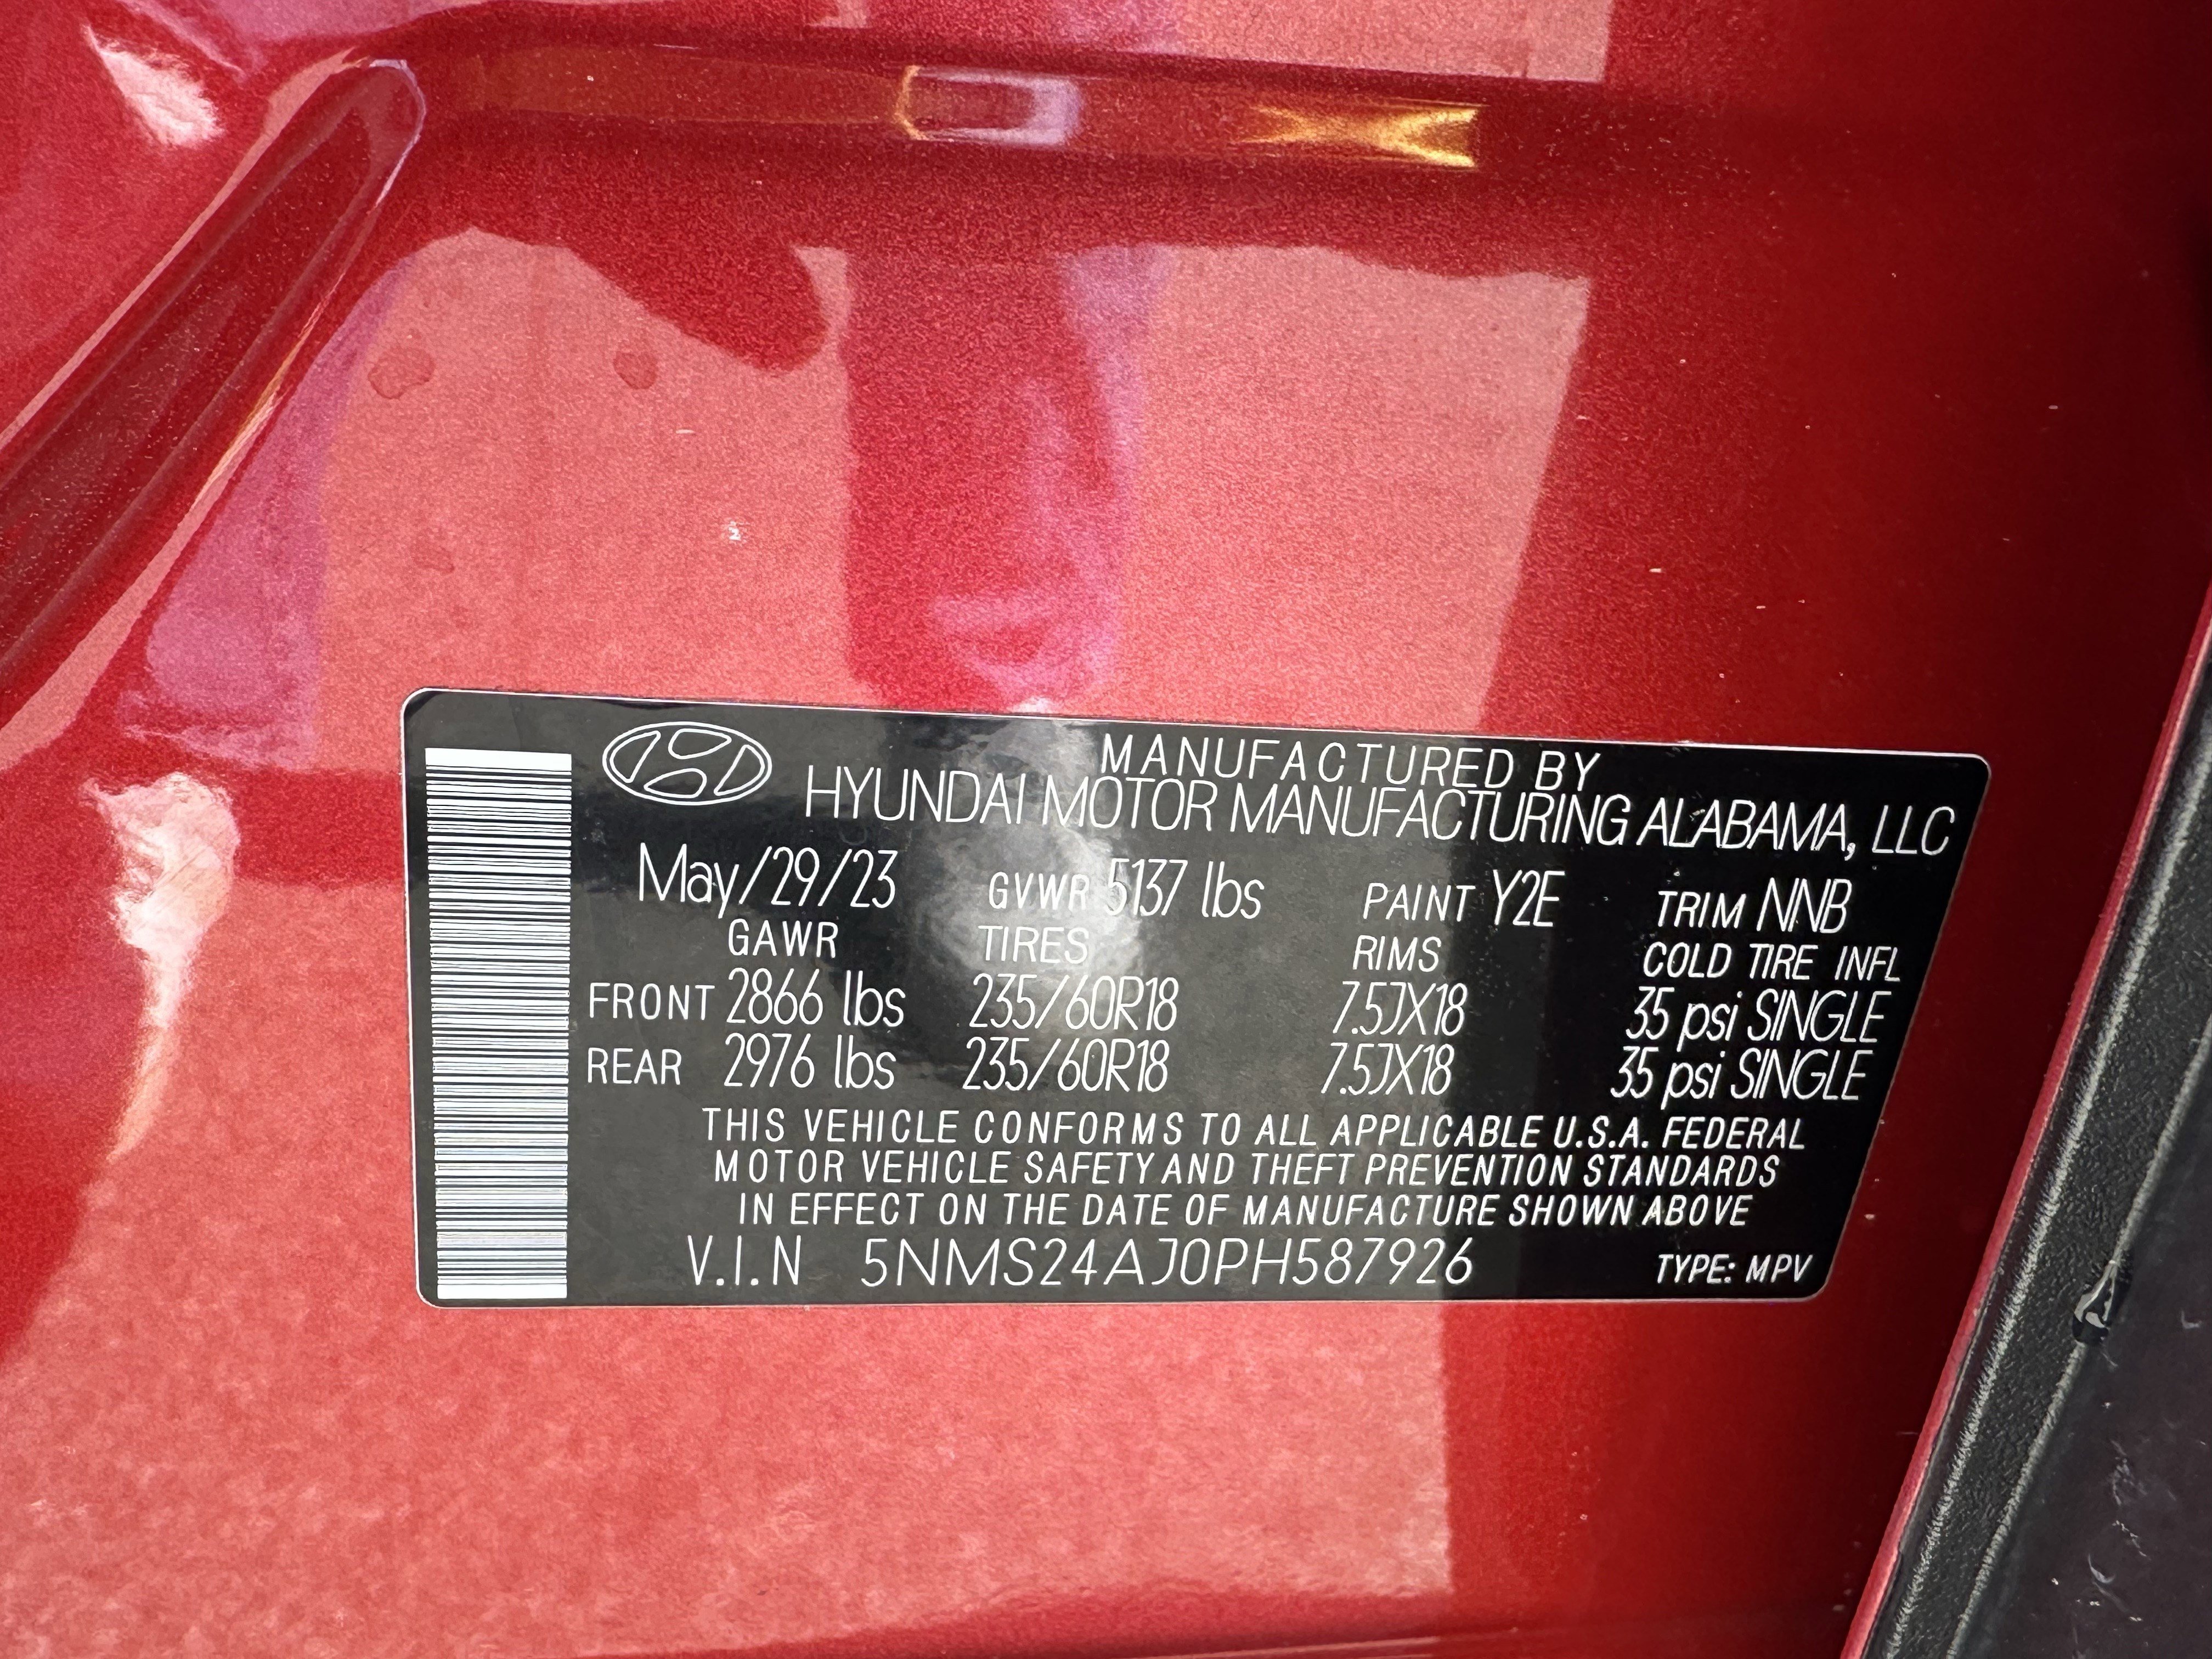 MANUFACTURED BY
HYUNDAI MOTOR MANUFACTURING ALABAMA, LLC
May/29/23 GVWR 5137 lbs PAINT Y2E TRIM NNB
GAWR TIRES RIMS COLD TIRE INFL
FRONT 2866 lbs 235/60R18 7.5JX18 35 psi SINGLE
REAR 2976 lbs 235/60R18 7.5JX18 35 psi SINGLE
THIS VEHICLE CONFORMS TO ALL APPLICABLE U.S.A. FEDERAL
MOTOR VEHICLE SAFETY AND THEFT PREVENTION STANDARDS
IN EFFECT ON THE DATE OF MANUFACTURE SHOWN ABOVE
V.I.N 5NMS24AJ0PH587926 TYPE: MPV